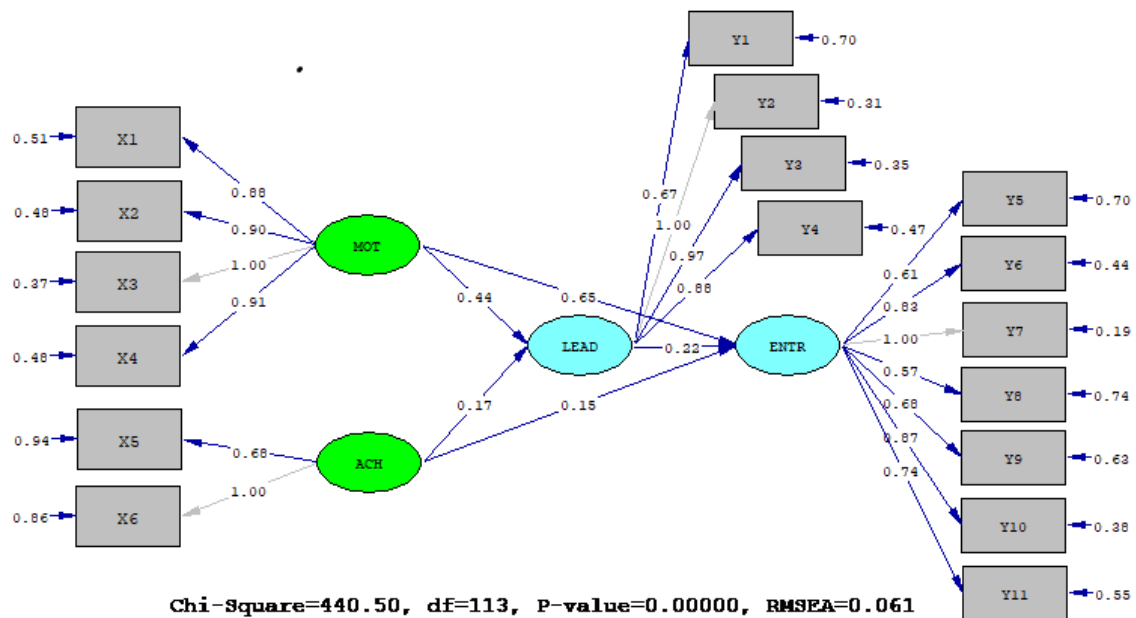 Y1
0.70
Y2
0.31
0.51
X1
Y3
0.35
0.88
0.67
X2
0.48
0.90
1.00
Y4
0.47
Y5
0.70
MOT
0.97
0.61
1.00
0.88
Y6
0.44
0.37
X3
0.91
0.44
0.65
0.83
Y7
0.19
1.00
0.48
X4
LEAD
0.22
ENTR
0.57
Y8
0.74
0.17
0.15
0.68
0.94
X5
0.68
0.87
Y9
0.63
ACH
0.74
1.00
0.86
X6
Y10
0.38
Y11
0.55
Chi-Square=440.50, df=113, P-value=0.00000, RMSEA=0.061